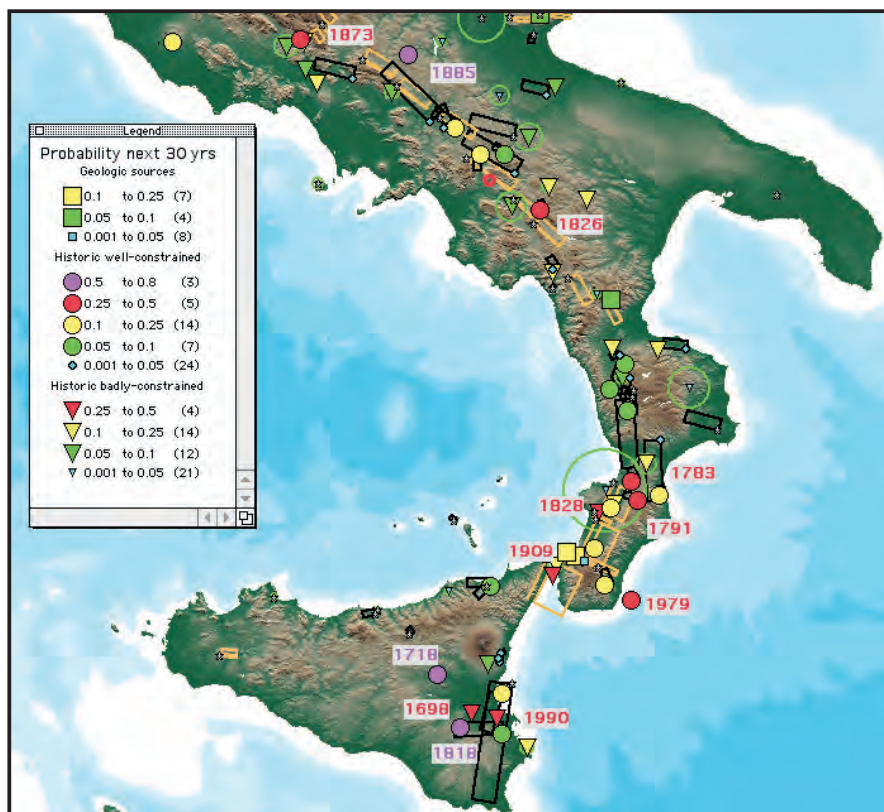 1873
1885
Legend
Probability next 30 yrs
Geologic sources
0.1 to 0.25 (7)
0.05 to 0.1 (4)
0.001 to 0.05 (8)
Historic well-constrained
0.5 to 0.8 (3)
0.25 to 0.5 (5)
0.1 to 0.25 (14)
0.05 to 0.1 (7)
0.001 to 0.05 (24)
Historic badly-constrained
0.25 to 0.5 (4)
0.1 to 0.25 (14)
0.05 to 0.1 (12)
0.001 to 0.05 (21)
1826
1783
1828
1791
1909
1979
1718
1698
1990
1818